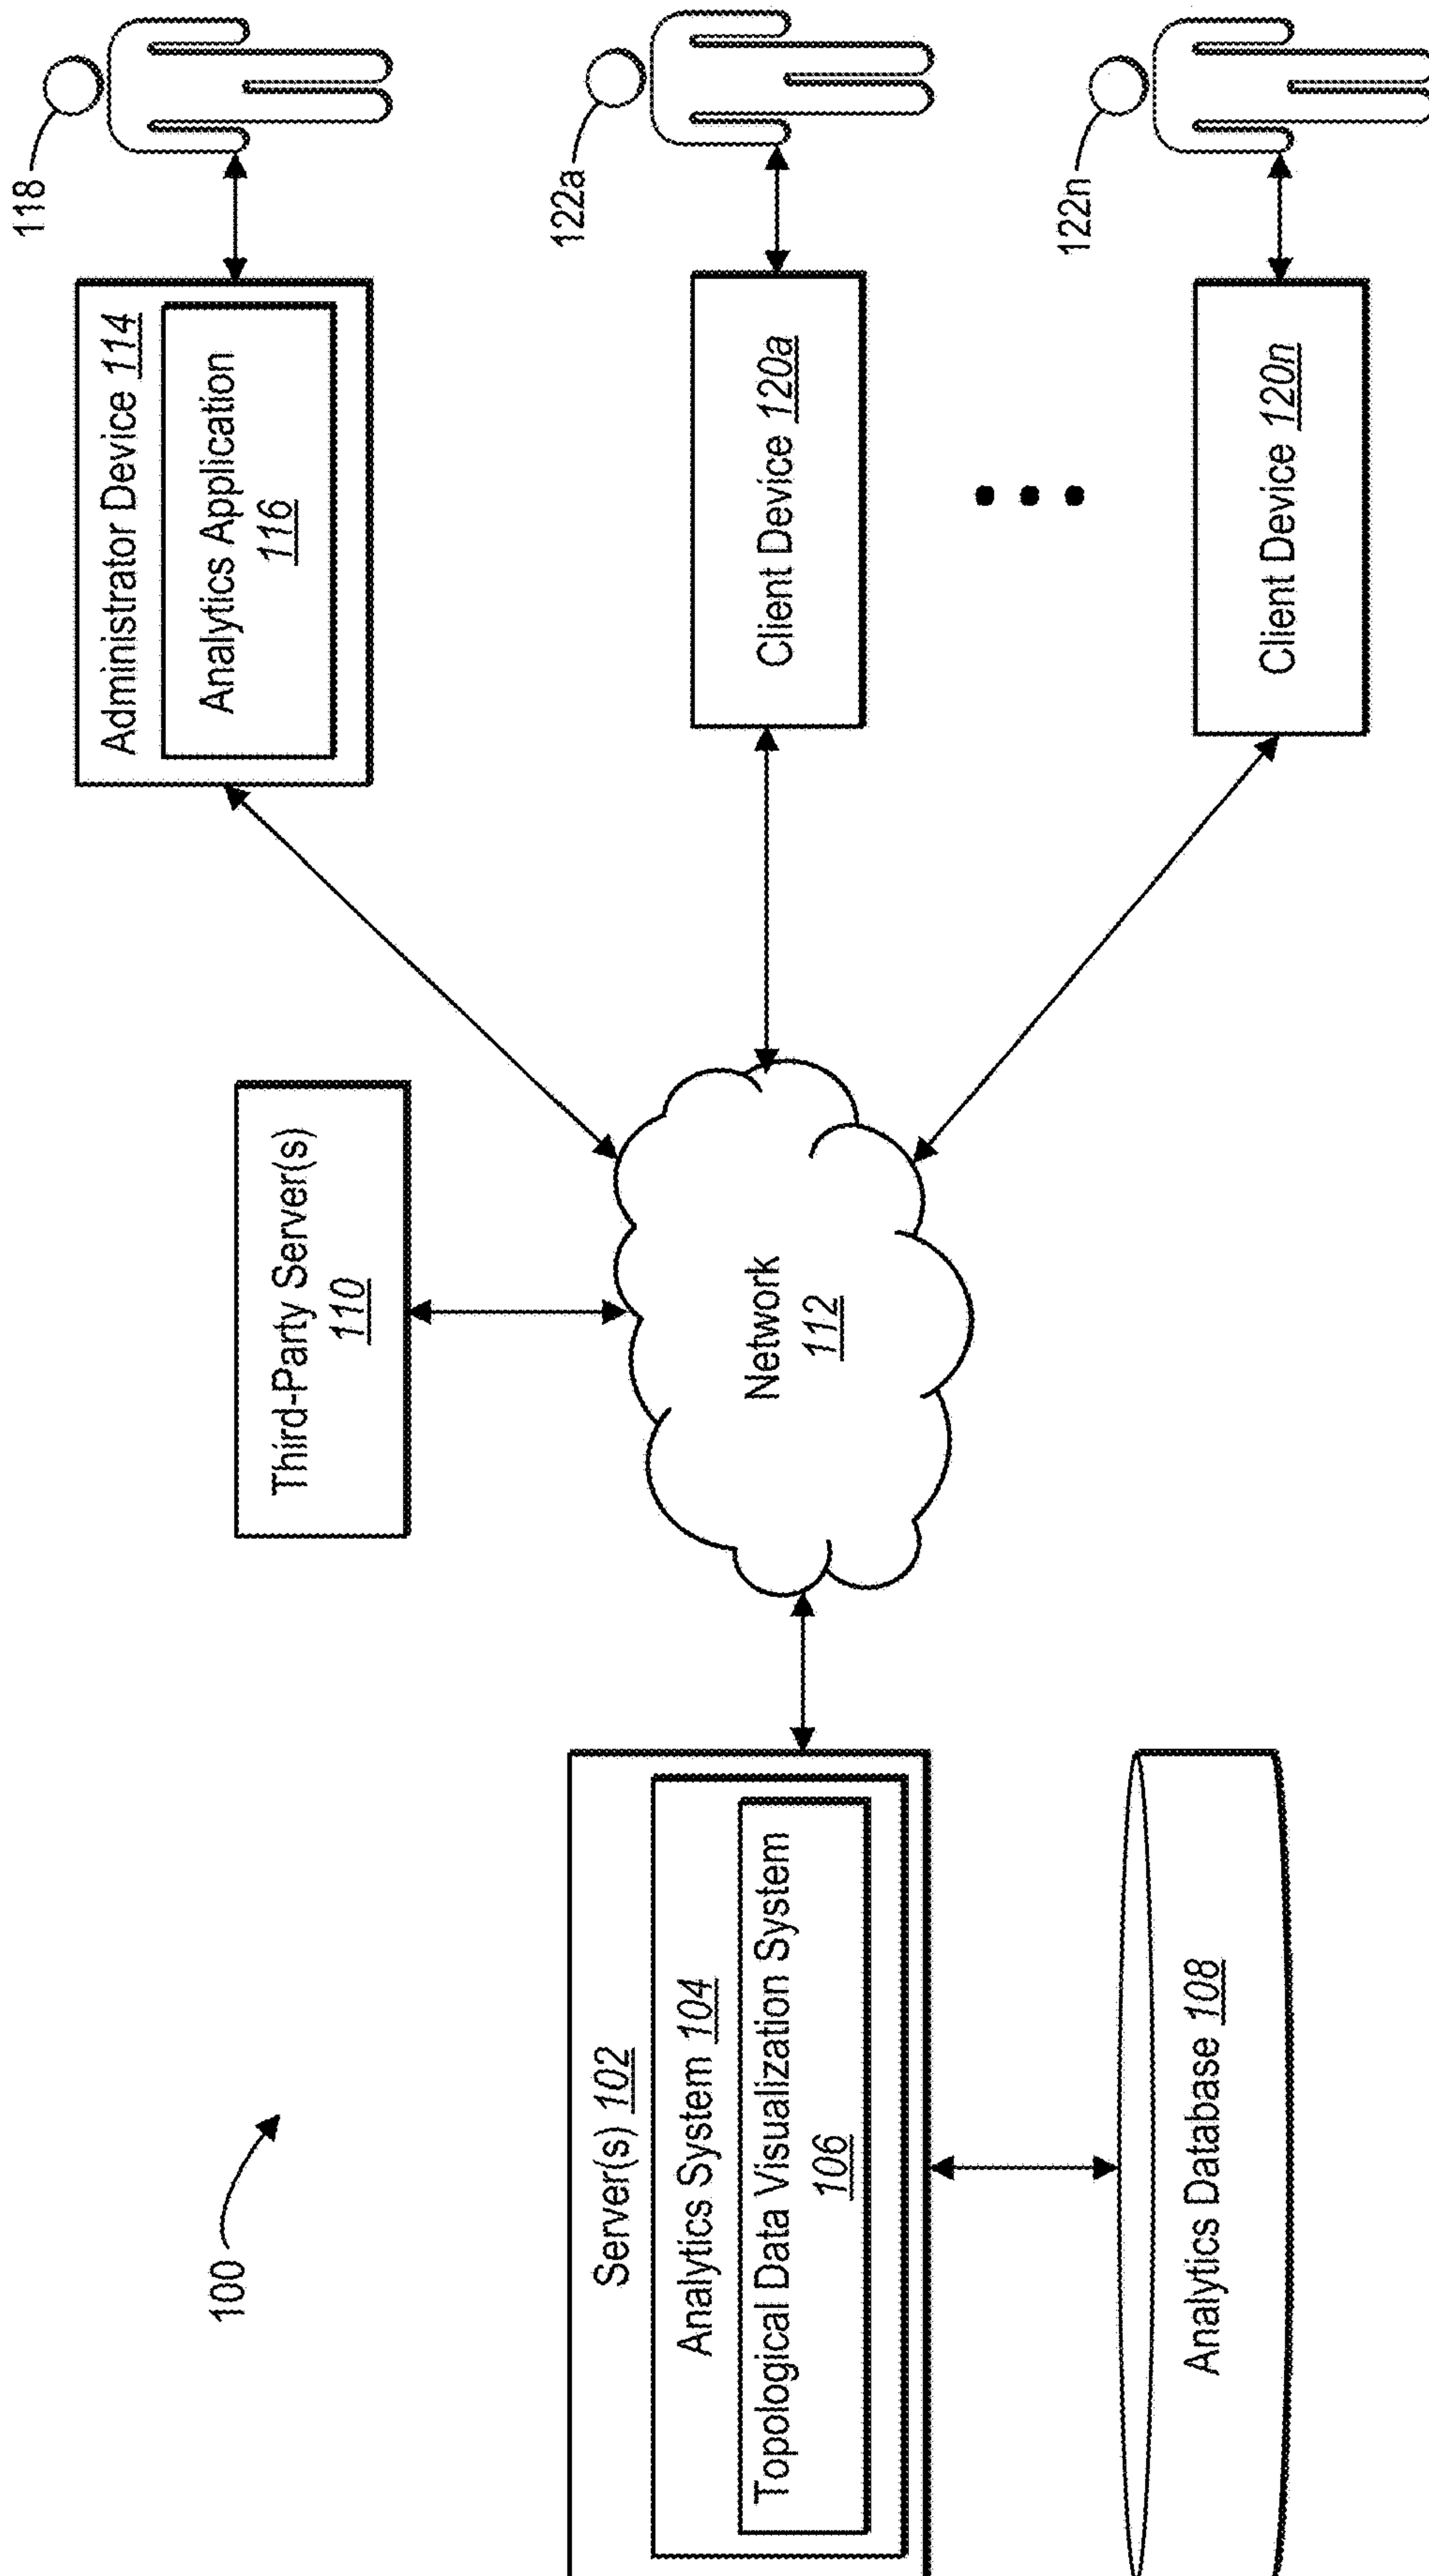 100
Server(s) 102
Analytics System 104
Topological Data Visualization System
106
Analytics Database 108
Third-Party Server(s)
110
Network
112
Administrator Device 114
Analytics Application
116
118
Client Device 120a
122a
Client Device 120n
122n